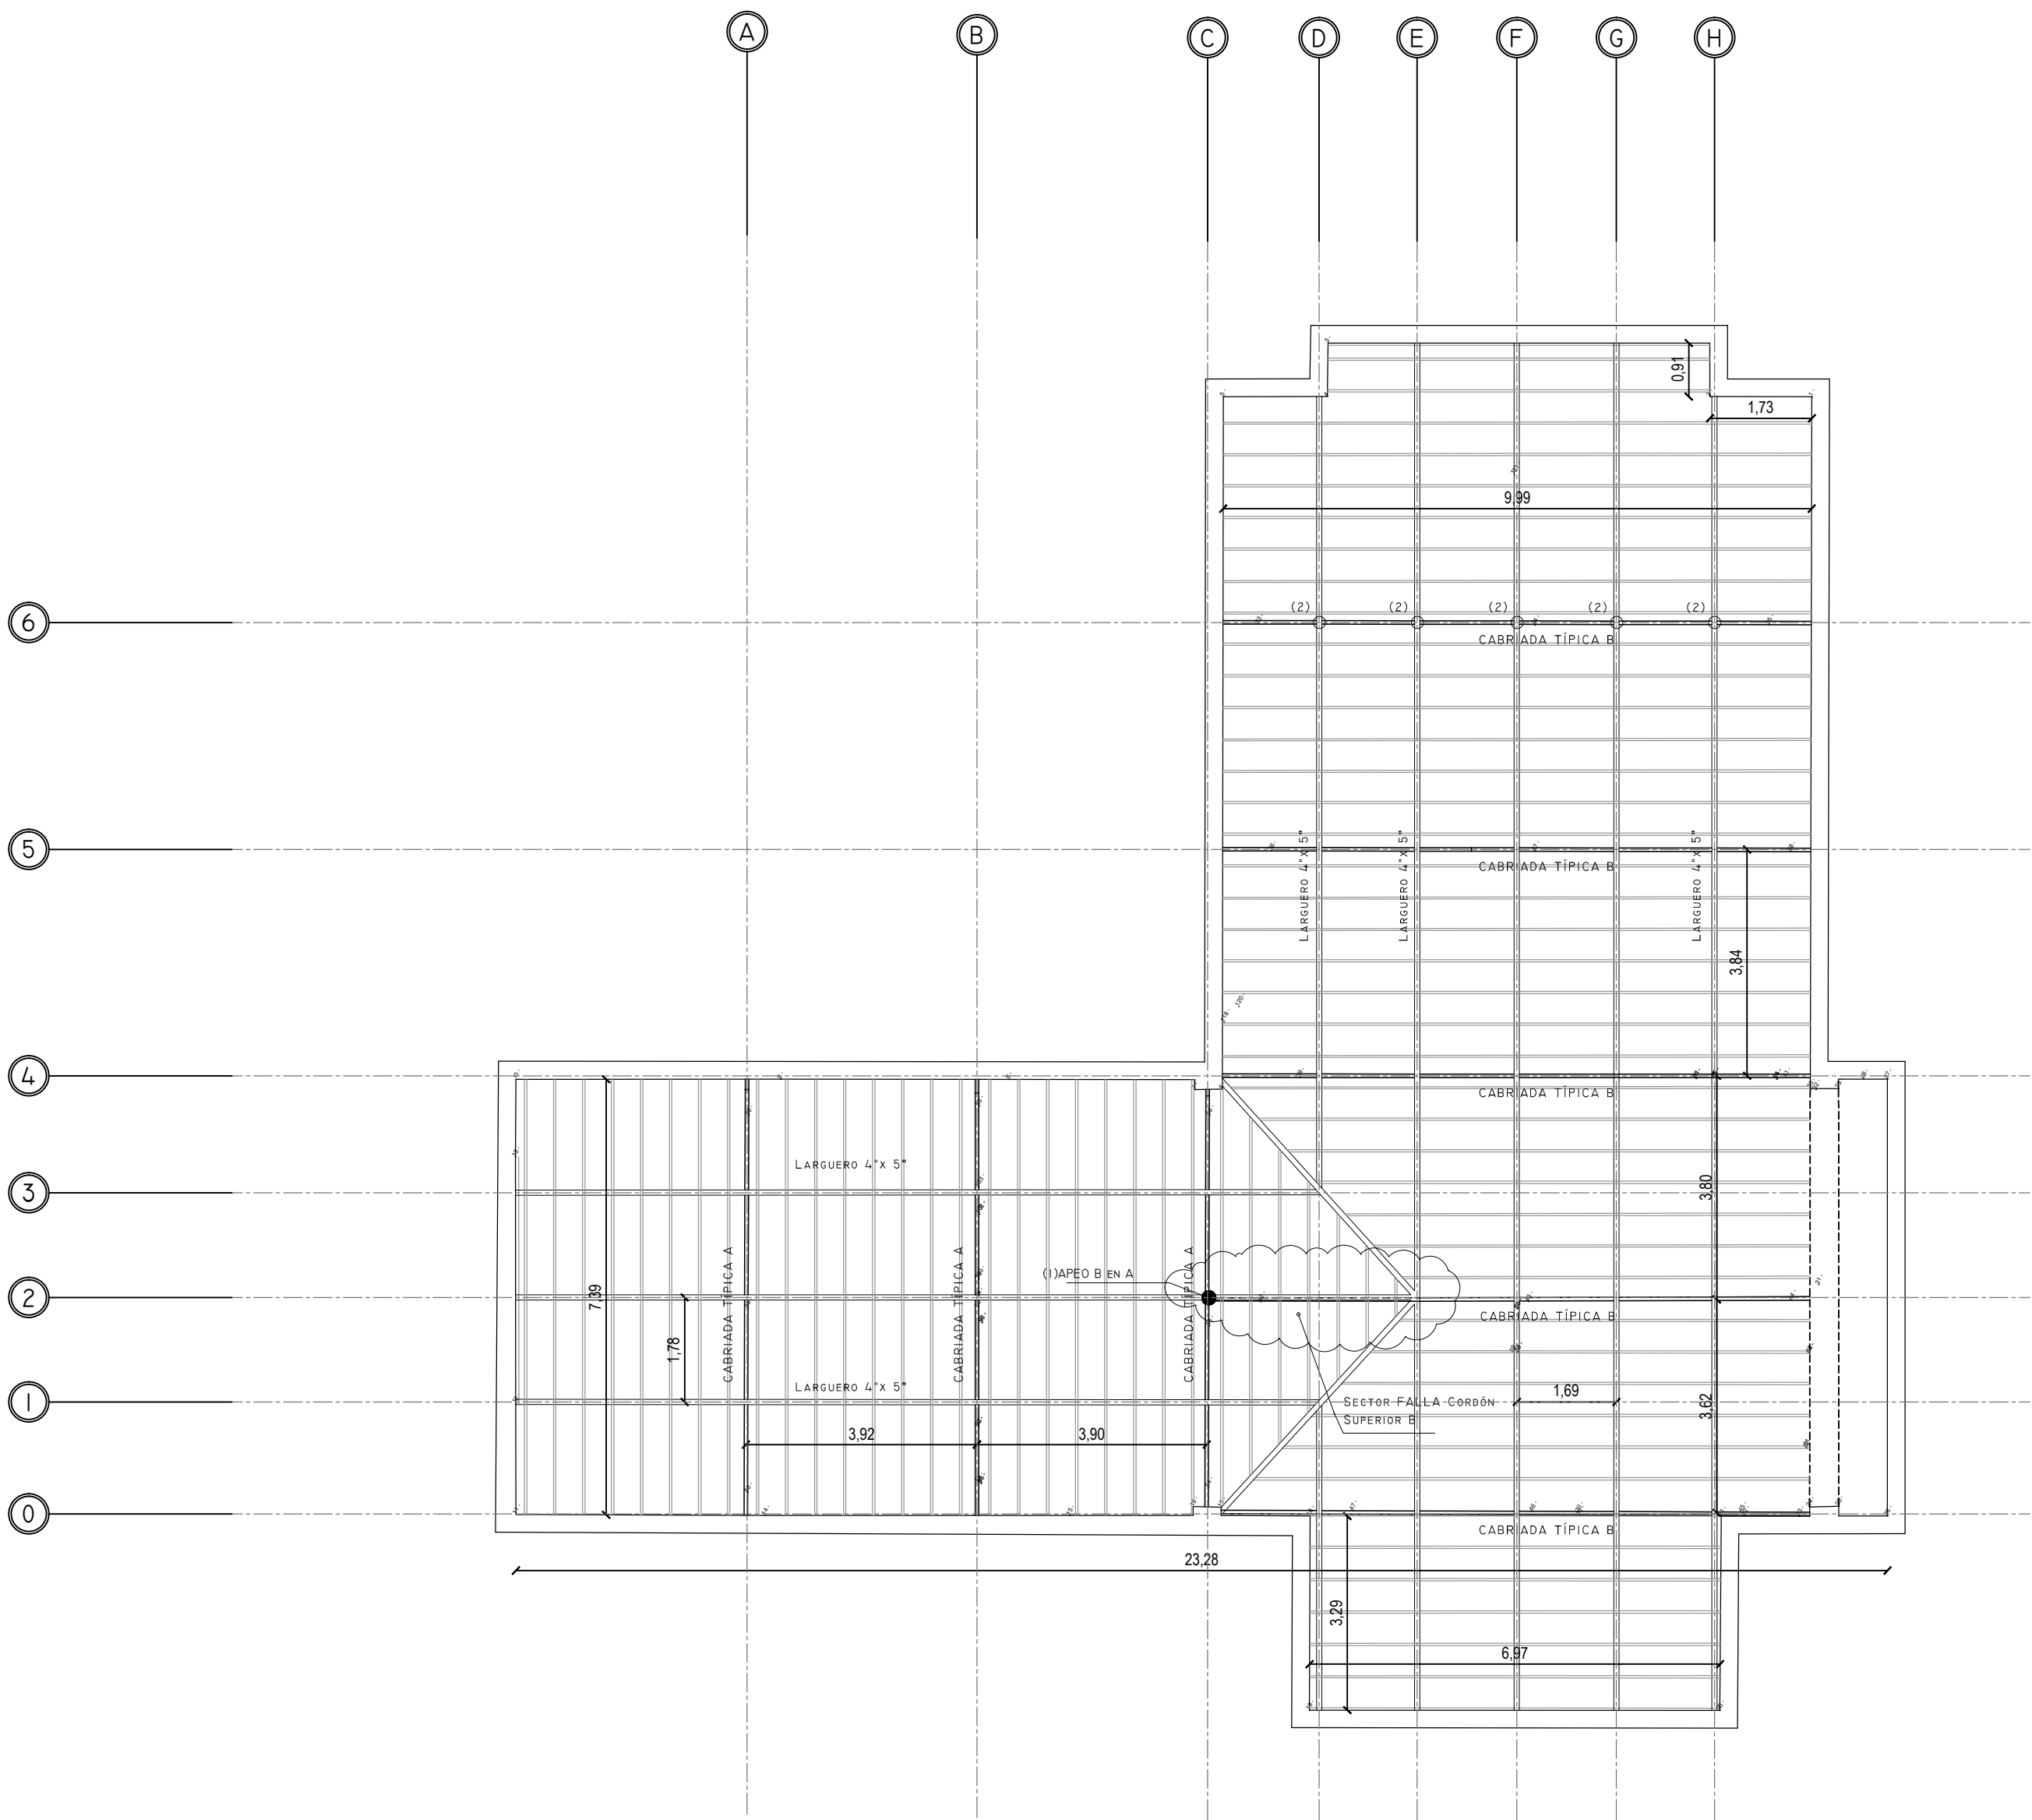 A
B
C
D
E
F
G
H
0,91
1,73
9,99
6
(2)
(2)
(2)
(2)
(2)
CABRIADA TÍPICA B
5
LARGUERO 4"X 5"
LARGUERO 4"X 5"
LARGUERO 4"X 5"
CABRIADA TÍPICA B
3,84
4
CABRIADA TÍPICA B
LARGUERO 4"X 5"
3
3,80
CABRIADA TÍPICA A
CABRIADA TÍPICA A
CABRIADA TÍPICA A
(1)APEO B EN A
2
7,39
CABRIADA TÍPICA B
1,78
LARGUERO 4"X 5"
1,69
1
SECTOR FALLA CORDÓN
SUPERIOR B
3,62
3,92
3,90
0
CABRIADA TÍPICA B
23,28
3,29
6,97